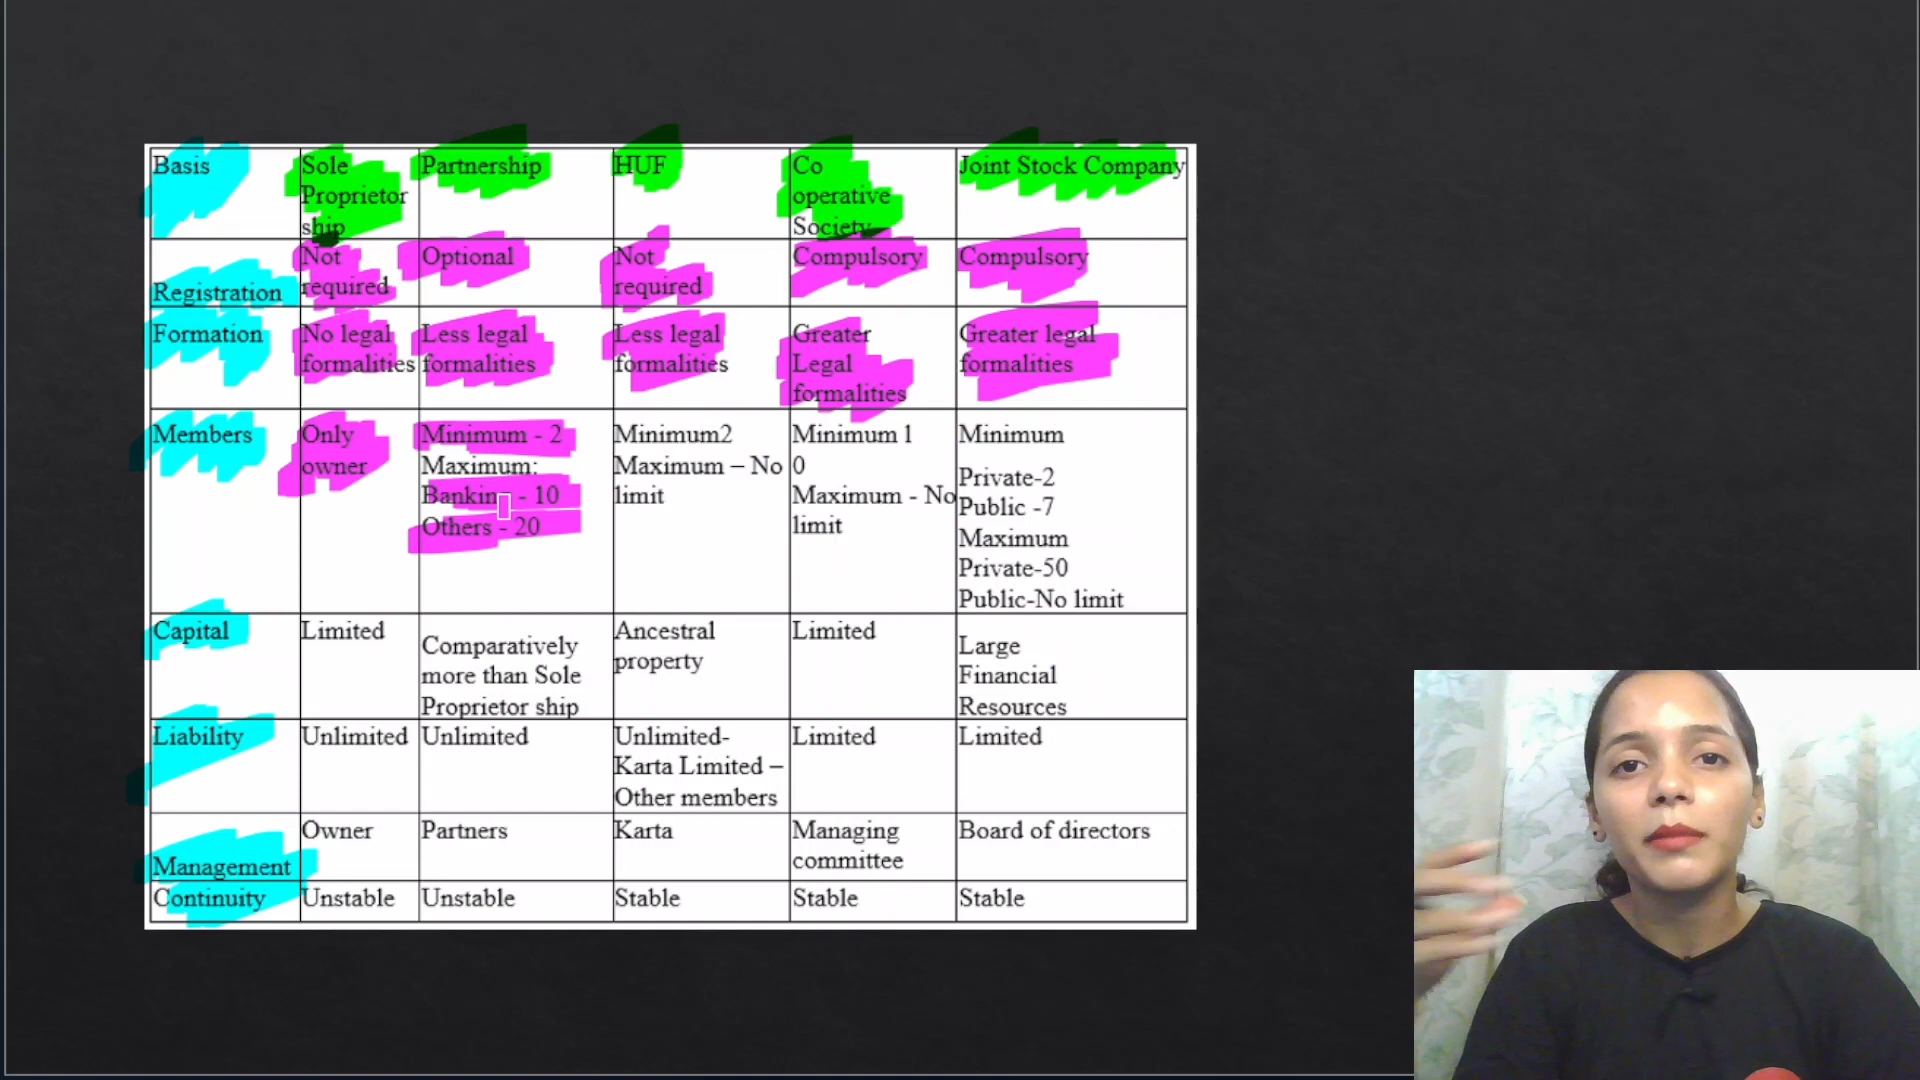 Basis
Sole
Proprietor
ship
Partnership
HUF
Co
operative
Society
Joint Stock Company
Registration
Not
required
Optional
Not
required
Compulsory
Compulsory
Formation
No legal
formalities
Less legal
formalities
Less legal
formalities
Greater
Legal
formalities
Greater legal
formalities
Members
Only
owner
Minimum - 2
Maximum:
Banking - 10
Others - 20
Minimum2
Maximum – No
limit
Minimum 1
0
Maximum - No
limit
Minimum
Private-2
Public -7
Maximum
Private-50
Public-No limit
Capital
Limited
Comparatively
more than Sole
Proprietor ship
Ancestral
property
Limited
Large
Financial
Resources
Liability
Unlimited
Unlimited
Unlimited-
Karta Limited –
Other members
Limited
Limited
Management
Owner
Partners
Karta
Managing
committee
Board of directors
Continuity
Unstable
Unstable
Stable
Stable
Stable